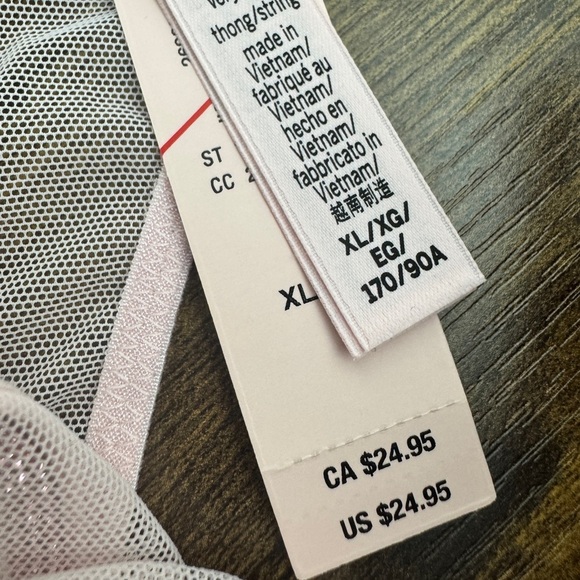 thong/string
made in
Vietnam/
fabriqué au
Vietnam/
hecho en
Vietnam/
fabbricato in
Vietnam/
越南制造
XL/XG/
EG/
170/90A
ST
CC 2
XL
CA $24.95
US $24.95